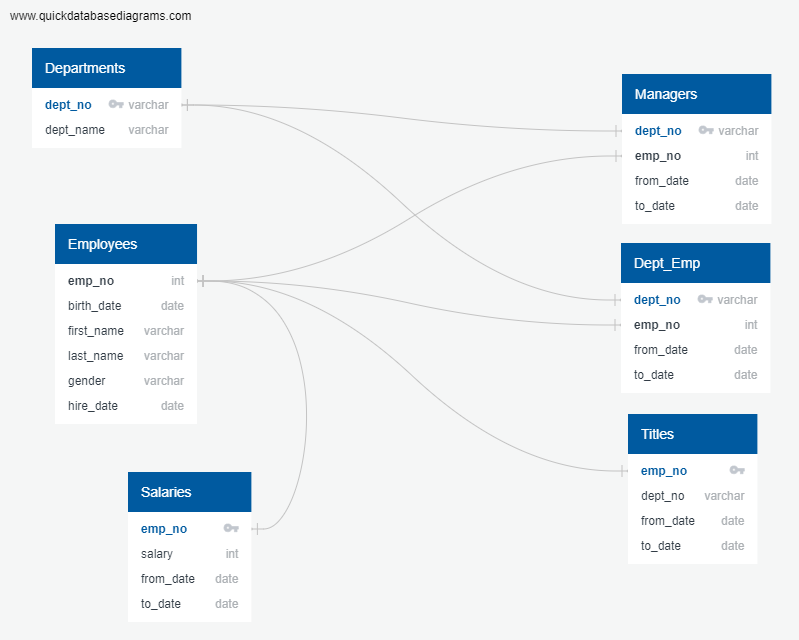 www.quickdatabasediagrams.com
Departments
dept_no varchar
dept_name varchar
Employees
emp_no int
birth_date date
first_name varchar
last_name varchar
gender varchar
hire_date date
Salaries
emp_no
salary int
from_date date
to_date date
Managers
dept_no varchar
emp_no int
from_date date
to_date date
Dept_Emp
dept_no varchar
emp_no int
from_date date
to_date date
Titles
emp_no
dept_no varchar
from_date date
to_date date